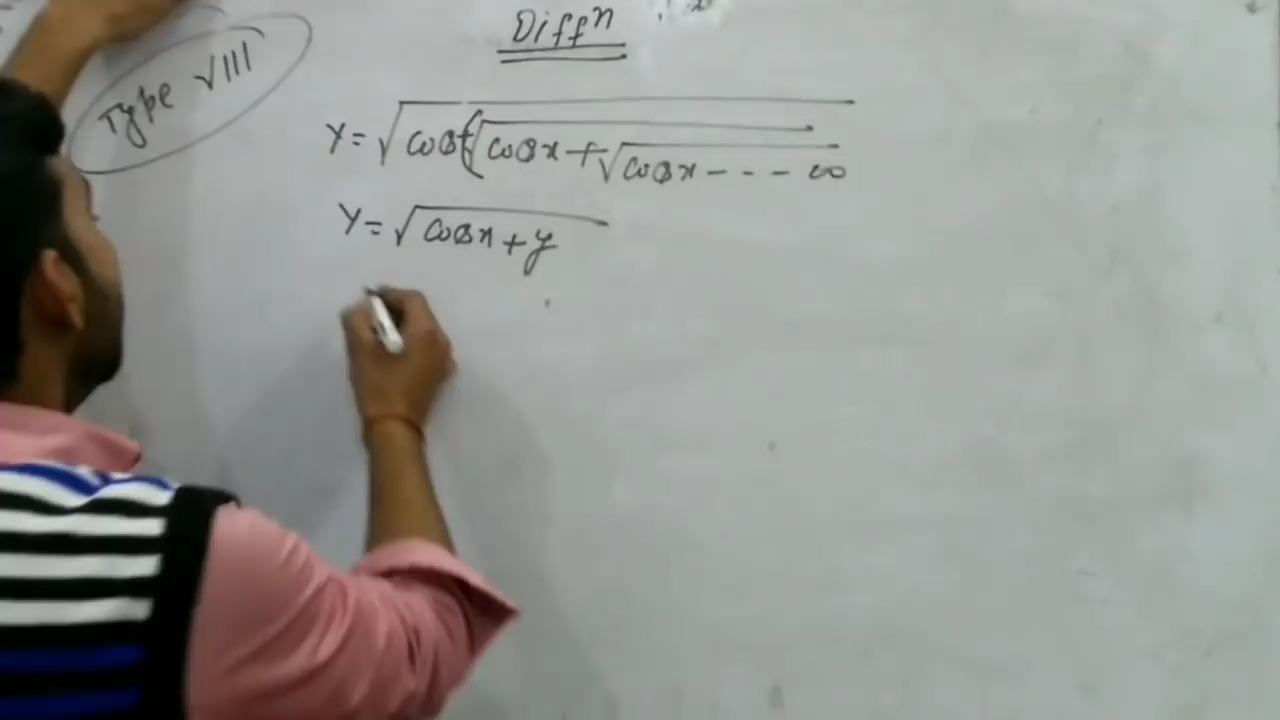 Diffⁿ
Type VIII
y = √cosx+(√cosx+√cosx --- ∞
y = √cosx + y